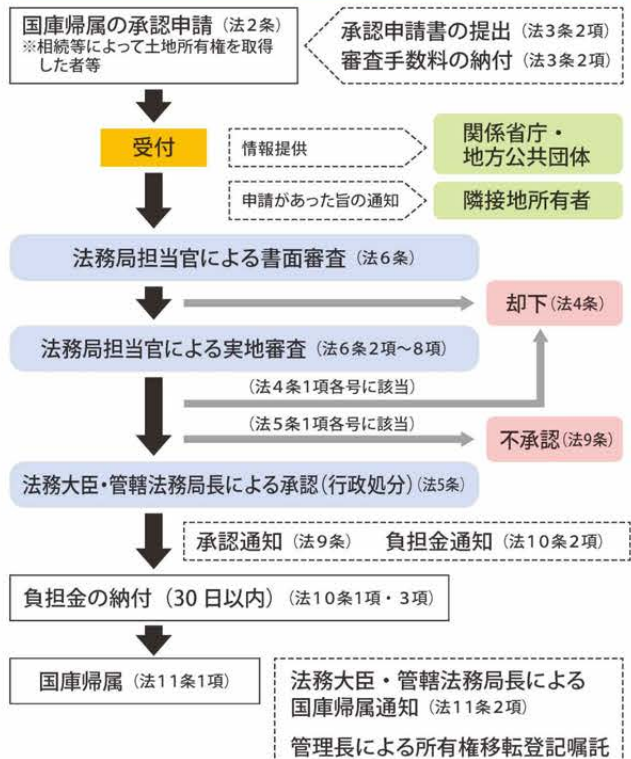 国庫帰属の承認申請（法2条）
※相続等によって土地所有権を取得
した者等
承認申請書の提出（法3条2項）
審査手数料の納付（法3条2項）
受付
情報提供
関係省庁・
地方公共団体
申請があった旨の通知
隣接地所有者
法務局担当官による書面審査（法6条）
却下（法4条）
法務局担当官による実地審査（法6条2項〜8項）
（法4条1項各号に該当）
（法5条1項各号に該当）
不承認（法9条）
法務大臣・管轄法務局長による承認（行政処分）（法5条）
承認通知（法9条） 負担金通知（法10条2項）
負担金の納付（30日以内）（法10条1項・3項）
国庫帰属（法11条1項）
法務大臣・管轄法務局長による
国庫帰属通知（法11条2項）
管理長による所有権移転登記嘱託